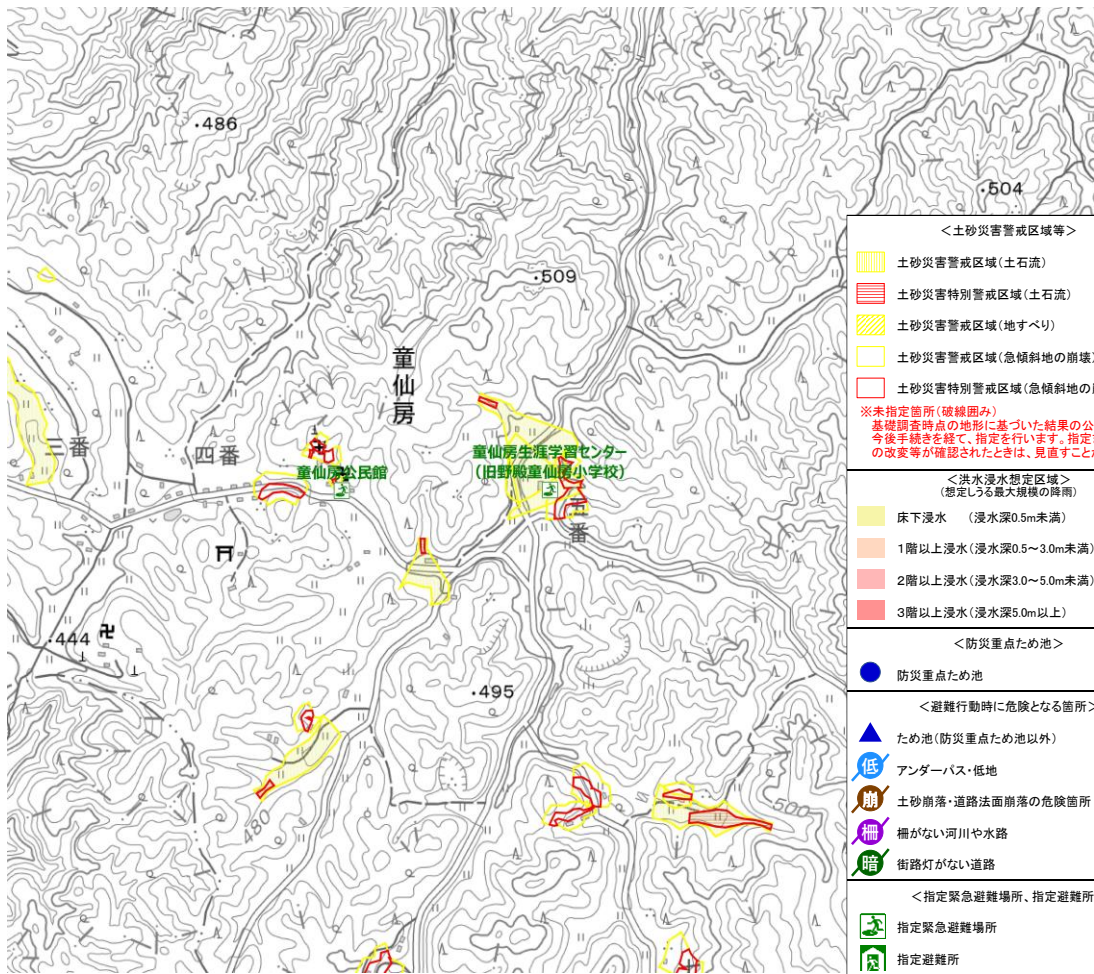 486
450
450
504
509
童仙房
三番
四番
童仙房公民館
童仙房生涯学習センター
(旧野殿童仙房小学校)
五番
444
495
480
500
<土砂災害警戒区域等>
土砂災害警戒区域(土石流)
土砂災害特別警戒区域(土石流)
土砂災害警戒区域(地すべり)
土砂災害警戒区域(急傾斜地の崩壊)
土砂災害特別警戒区域(急傾斜地の
※未指定箇所(破線囲み)
基礎調査時点の地形に基づいた結果の公
今後手続きを経て、指定を行います。指定
の改変等が確認されたときは、見直すことか
<洪水浸水想定区域>
(想定しうる最大規模の降雨)
床下浸水 (浸水深0.5m未満)
1階以上浸水(浸水深0.5~3.0m未満)
2階以上浸水(浸水深3.0~5.0m未満)
3階以上浸水(浸水深5.0m以上)
<防災重点ため池>
防災重点ため池
<避難行動時に危険となる箇所>
ため池(防災重点ため池以外)
低 アンダーパス・低地
崩 土砂崩落・道路法面崩落の危険箇所
柵 柵がない河川や水路
暗 街路灯がない道路
<指定緊急避難場所、指定避難所
指定緊急避難場所
指定避難所